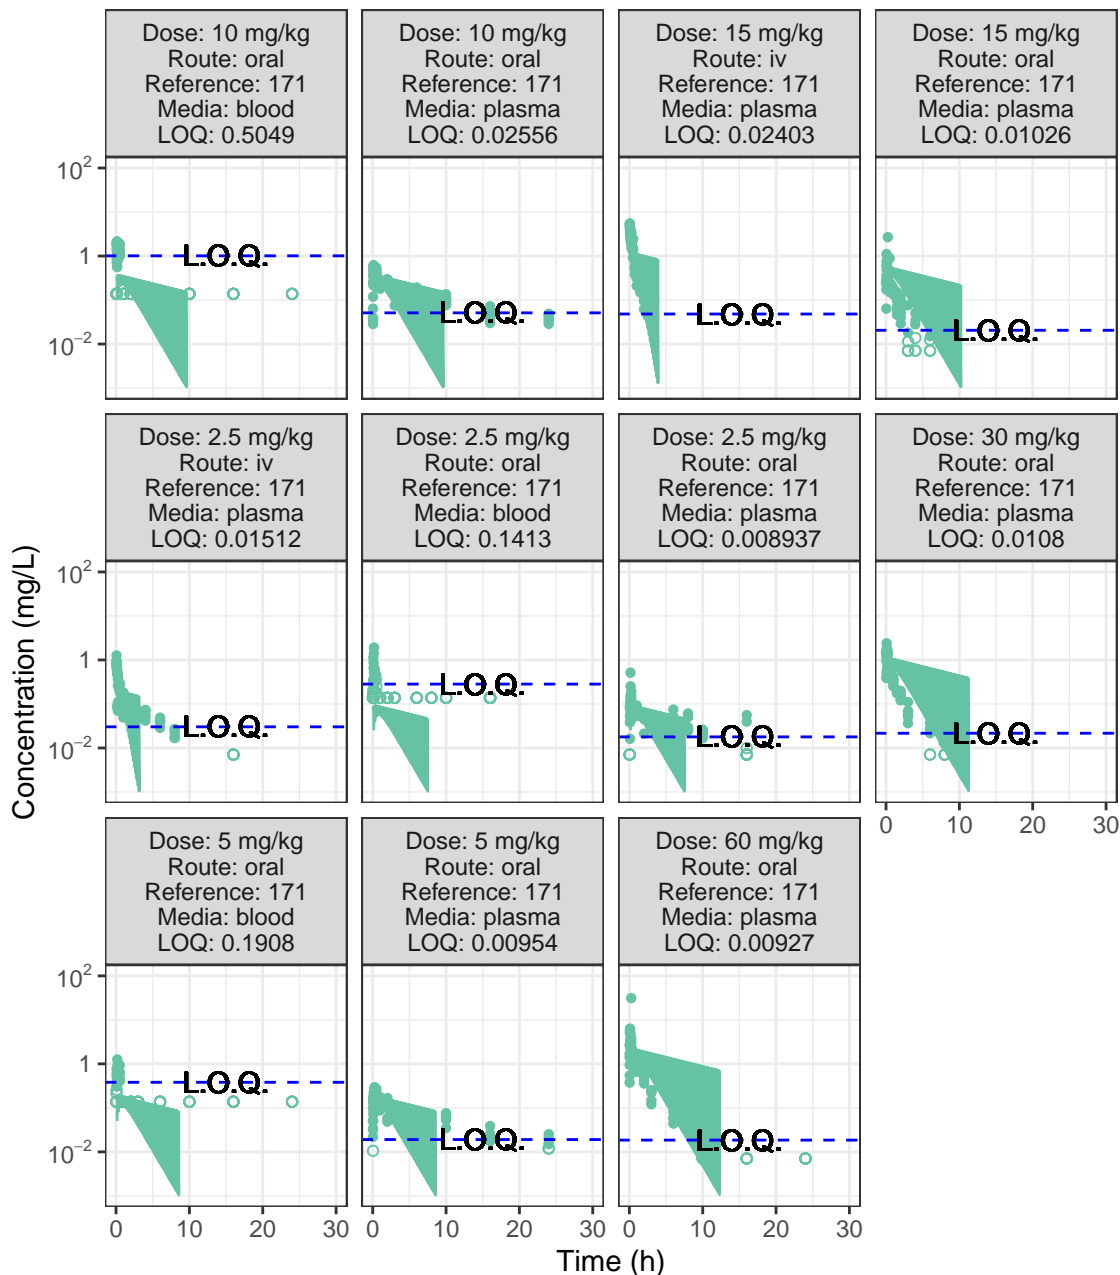 Dose: 10 mg/kg
Route: oral
Reference: 171
Media: blood
LOQ: 0.5049
Dose: 10 mg/kg
Route: oral
Reference: 171
Media: plasma
LOQ: 0.02556
Dose: 15 mg/kg
Route: iv
Reference: 171
Media: plasma
LOQ: 0.02403
Dose: 15 mg/kg
Route: oral
Reference: 171
Media: plasma
LOQ: 0.01026
10²
1
10⁻²
L.O.Q.
L.O.Q.
L.O.Q.
L.O.Q.
Dose: 2.5 mg/kg
Route: iv
Reference: 171
Media: plasma
LOQ: 0.01512
Dose: 2.5 mg/kg
Route: oral
Reference: 171
Media: blood
LOQ: 0.1413
Dose: 2.5 mg/kg
Route: oral
Reference: 171
Media: plasma
LOQ: 0.008937
Dose: 30 mg/kg
Route: oral
Reference: 171
Media: plasma
LOQ: 0.0108
Concentration (mg/L)
10²
1
10⁻²
L.O.Q.
L.O.Q.
L.O.Q.
L.O.Q.
0 10 20 30
Dose: 5 mg/kg
Route: oral
Reference: 171
Media: blood
LOQ: 0.1908
Dose: 5 mg/kg
Route: oral
Reference: 171
Media: plasma
LOQ: 0.00954
Dose: 60 mg/kg
Route: oral
Reference: 171
Media: plasma
LOQ: 0.00927
10²
1
10⁻²
L.O.Q.
L.O.Q.
L.O.Q.
0 10 20 30
0 10 20 30
0 10 20 30
Time (h)